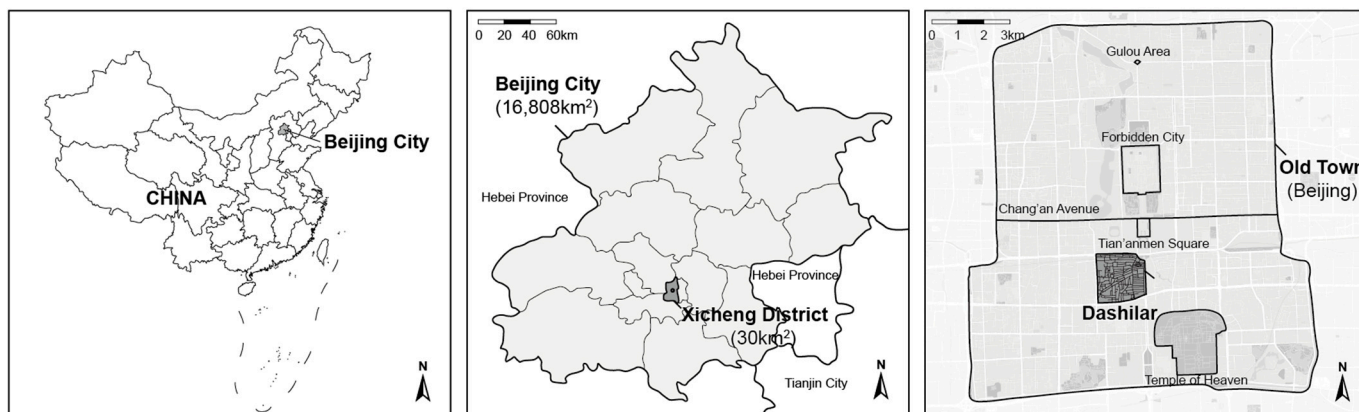 CHINA
Beijing City
N
0 20 40 60km
Beijing City
(16,808km²)
Hebei Province
Hebei Province
Xicheng District
(30km²)
Tianjin City
N
0 1 2 3km
Gulou Area
Forbidden City
Old Town
(Beijing)
Chang'an Avenue
Tian'anmen Square
Dashilar
Temple of Heaven
N